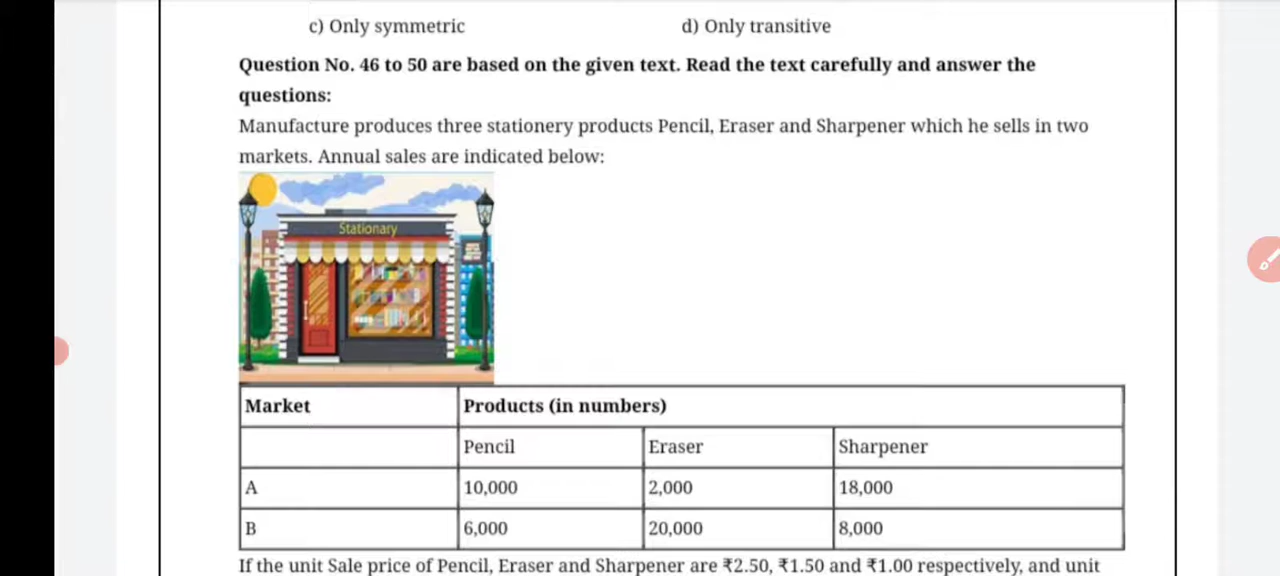 c) Only symmetric d) Only transitive
Question No. 46 to 50 are based on the given text. Read the text carefully and answer the
questions:
Manufacture produces three stationery products Pencil, Eraser and Sharpener which he sells in two
markets. Annual sales are indicated below:
Stationary
Market Products (in numbers)
Pencil Eraser Sharpener
A 10,000 2,000 18,000
B 6,000 20,000 8,000
If the unit Sale price of Pencil, Eraser and Sharpener are ₹2.50, ₹1.50 and ₹1.00 respectively, and unit